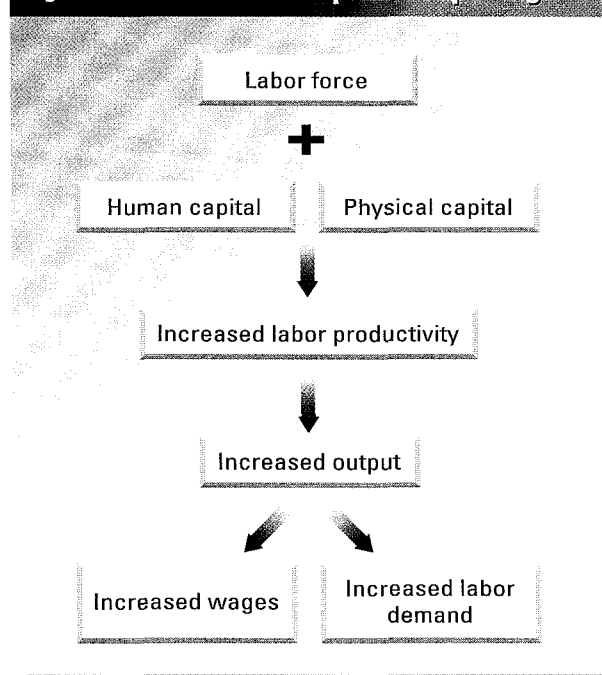 Labor force
+
Human capital
Physical capital
Increased labor productivity
Increased output
Increased wages
Increased labor
demand